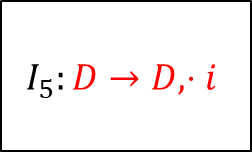 I₅: D → D,· i